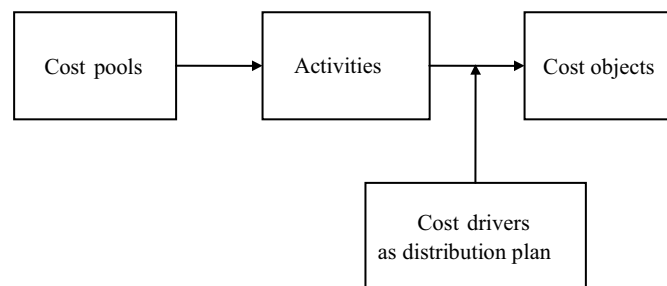 Cost pools
Activities
Cost objects
Cost drivers
as distribution plan